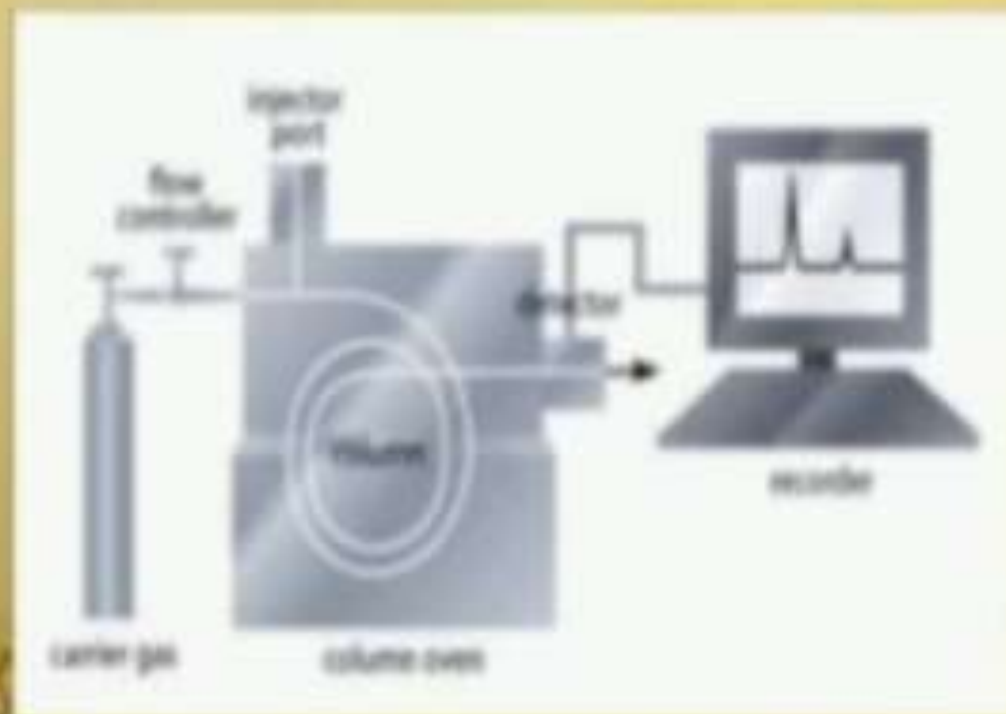 injector
port
flow
controller
detector
column
recorder
carrier gas
column oven